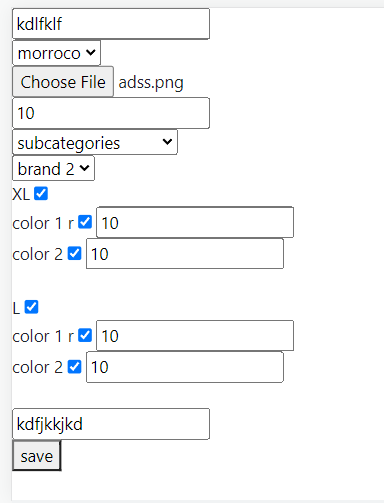 kdlfklf
morroco
Choose File adss.png
10
subcategories
brand 2
XL
color 1 r 10
color 2 10
L
color 1 r 10
color 2 10
kdfjkkjkd
save